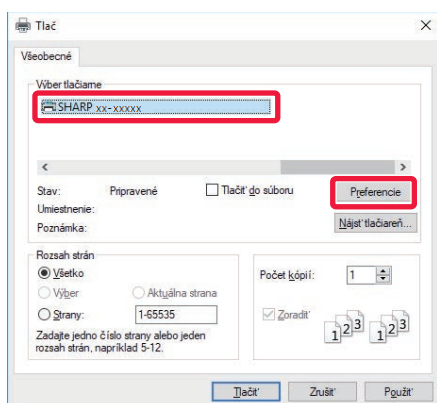 Tlač
Všeobecné
Výber tlačiarne
SHARP xx-xxxxx
Stav: Pripravené Tlačiť do súboru Preferencie
Umiestnenie:
Poznámka: Nájsť tlačiareň...
Rozsah strán
Všetko
Výber Aktuálna strana
Strany: 1-65535
Zadajte jedno číslo strany alebo jeden
rozsah strán, napríklad 5-12.
Počet kópií: 1
Zoradiť
1 2 3 1 2 3
Tlačiť Zrušiť Použiť